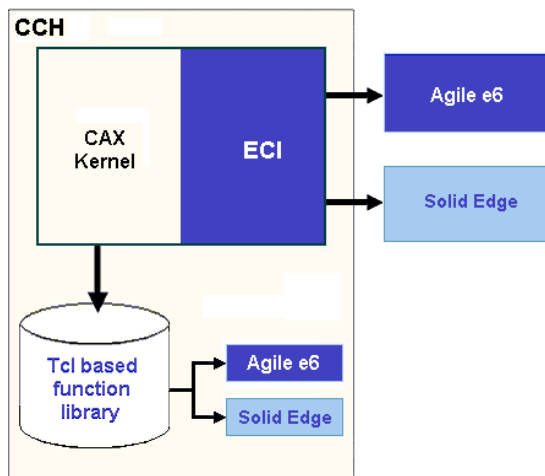 CCH
CAX
Kernel
ECI
Agile e6
Solid Edge
Tcl based
function
library
Agile e6
Solid Edge